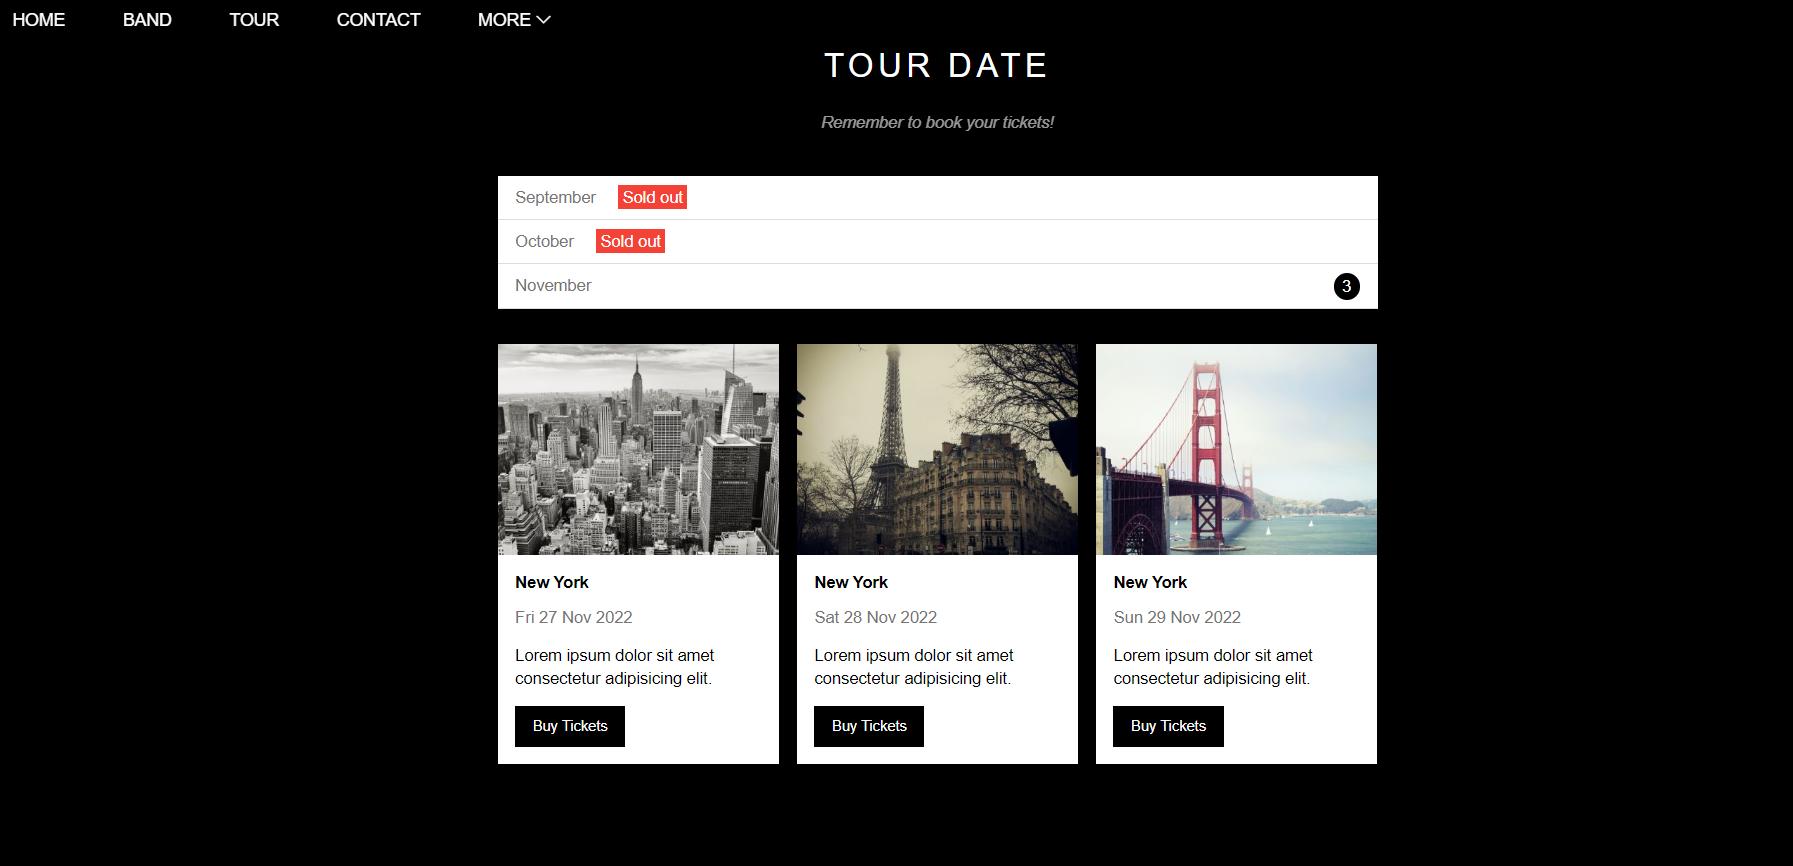 HOME BAND TOUR CONTACT MORE
TOUR DATE
Remember to book your tickets!
September Sold out
October Sold out
November 3
New York
Fri 27 Nov 2022
Lorem ipsum dolor sit amet
consectetur adipisicing elit.
Buy Tickets
New York
Sat 28 Nov 2022
Lorem ipsum dolor sit amet
consectetur adipisicing elit.
Buy Tickets
New York
Sun 29 Nov 2022
Lorem ipsum dolor sit amet
consectetur adipisicing elit.
Buy Tickets